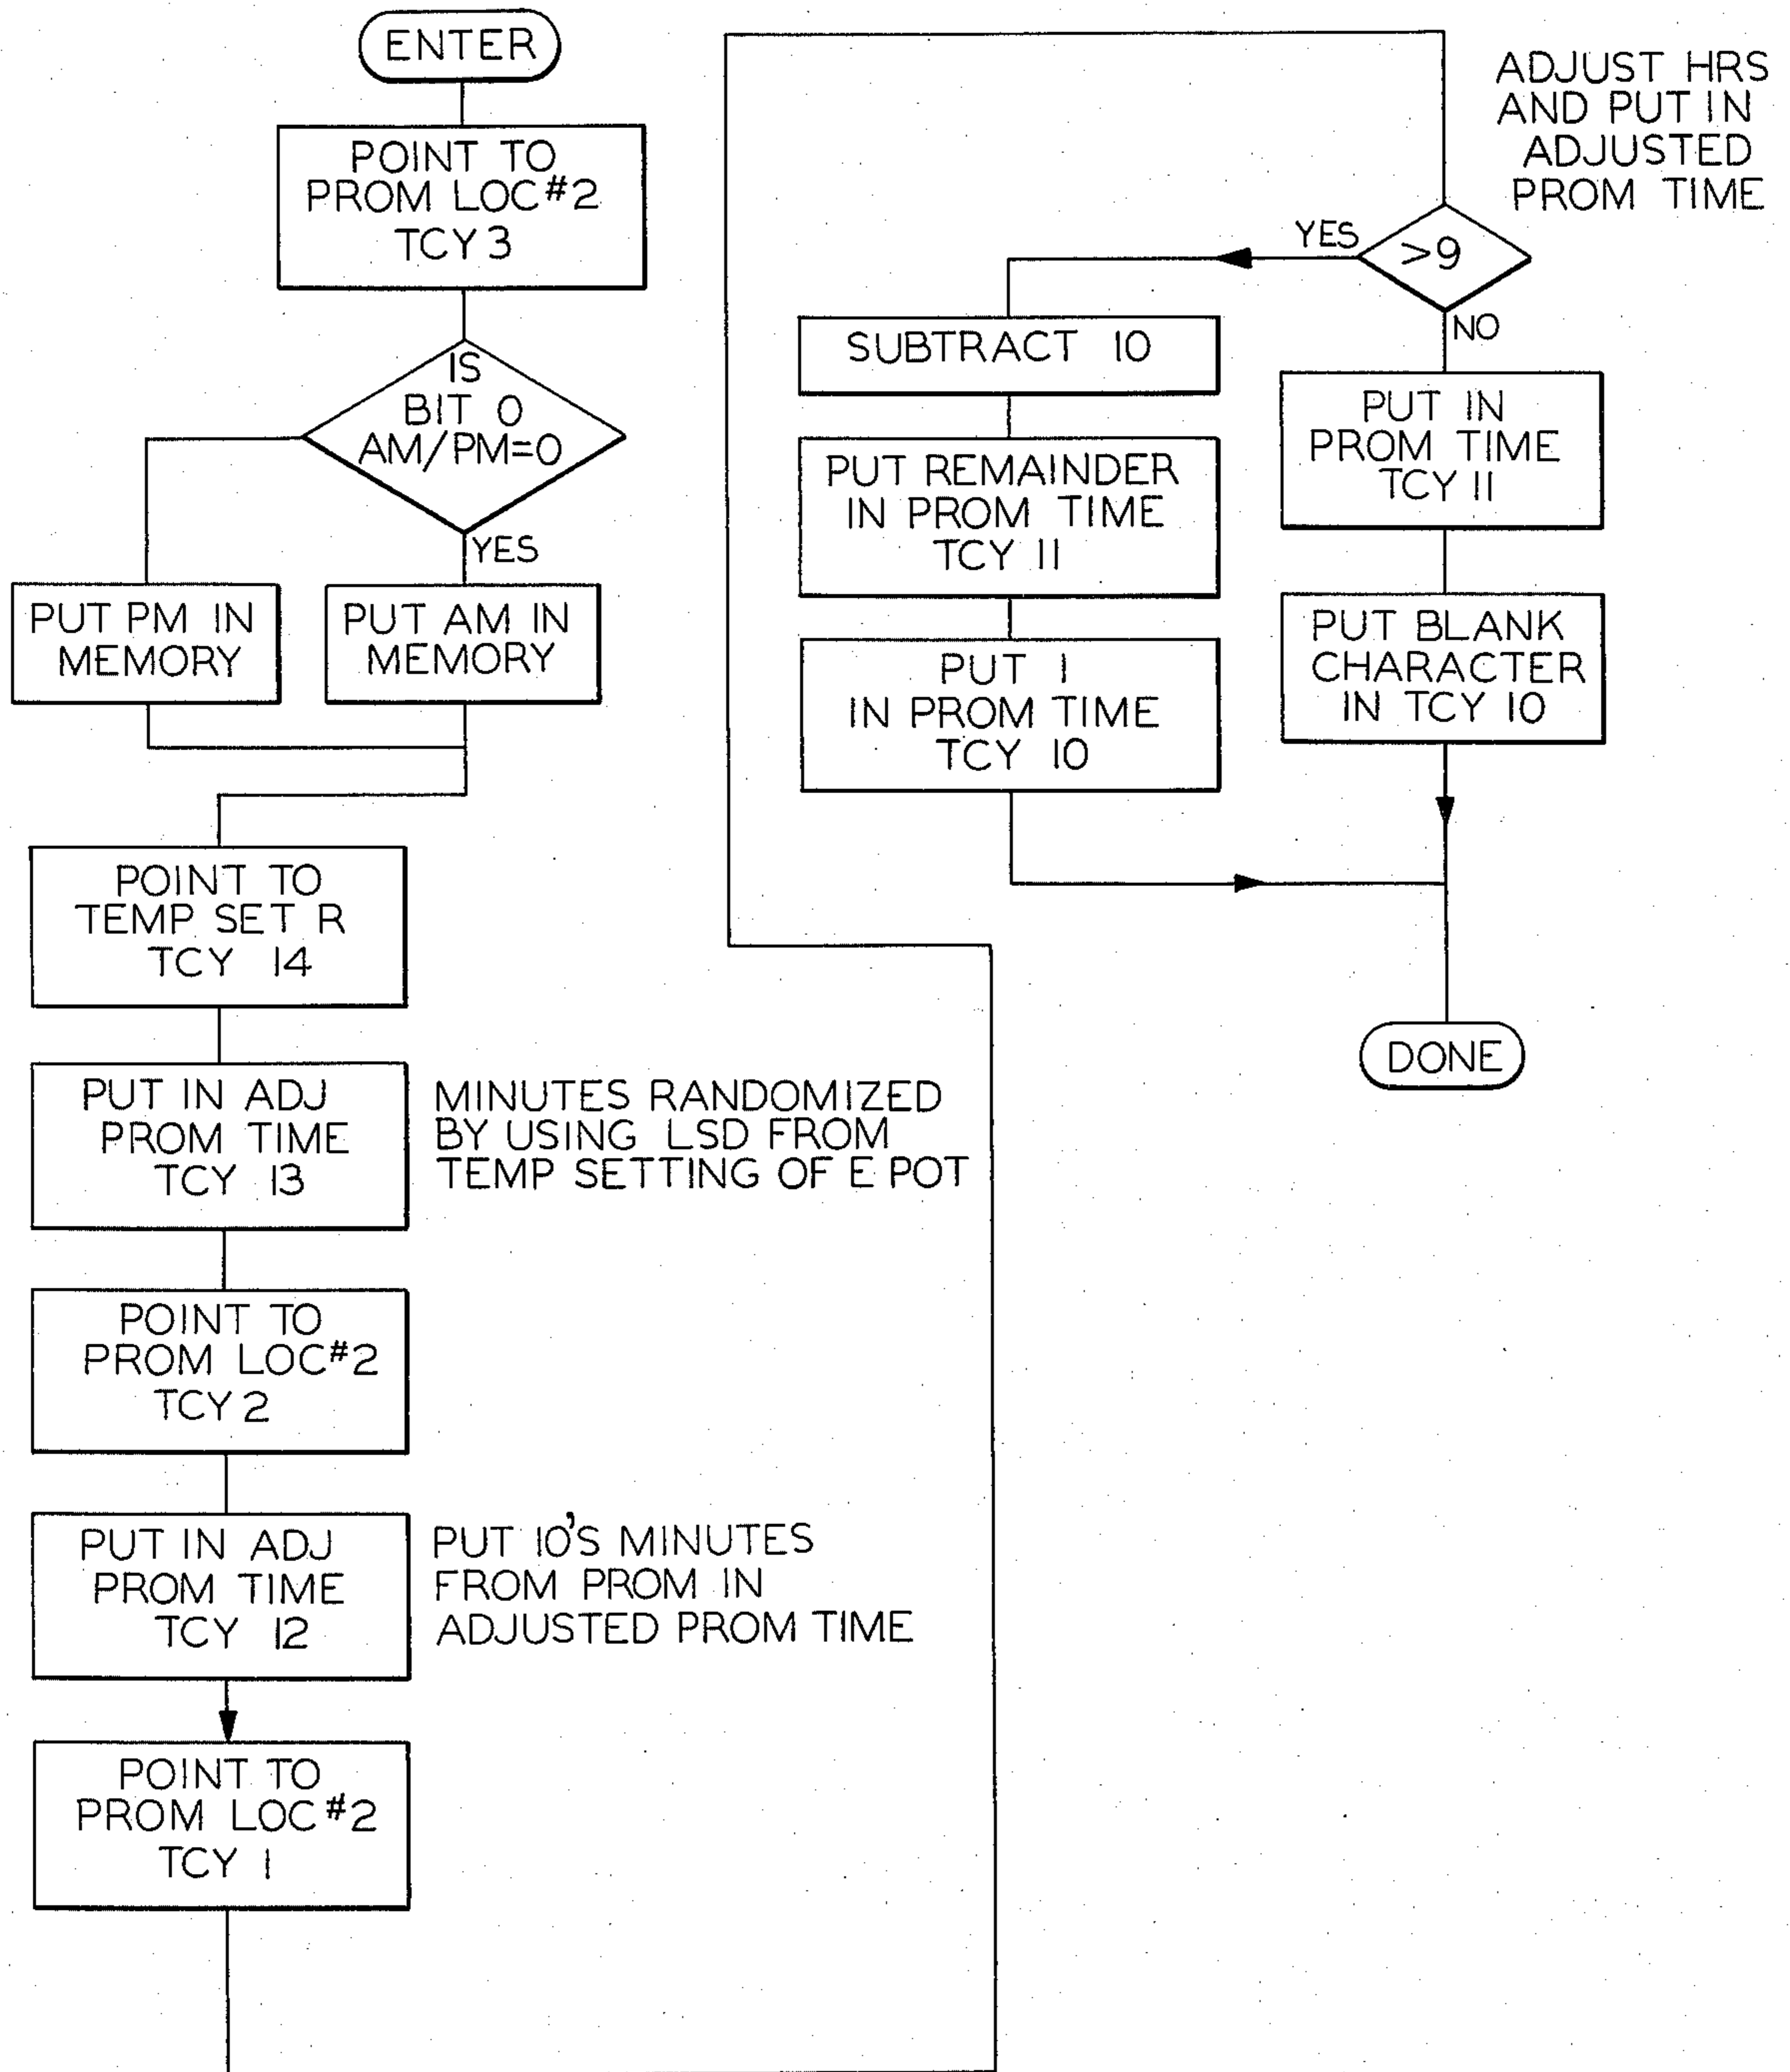 ENTER
POINT TO
PROM LOC#2
TCY 3
IS
BIT 0
AM/PM=0
YES
PUT PM IN
MEMORY
PUT AM IN
MEMORY
POINT TO
TEMP SET R
TCY 14
PUT IN ADJ
PROM TIME
TCY 13
MINUTES RANDOMIZED
BY USING LSD FROM
TEMP SETTING OF E POT
POINT TO
PROM LOC#2
TCY 2
PUT IN ADJ
PROM TIME
TCY 12
PUT 10'S MINUTES
FROM PROM IN
ADJUSTED PROM TIME
POINT TO
PROM LOC#2
TCY 1
ADJUST HRS
AND PUT IN
ADJUSTED
PROM TIME
>9
YES
NO
SUBTRACT 10
PUT REMAINDER
IN PROM TIME
TCY 11
PUT 1
IN PROM TIME
TCY 10
PUT IN
PROM TIME
TCY 11
PUT BLANK
CHARACTER
IN TCY 10
DONE